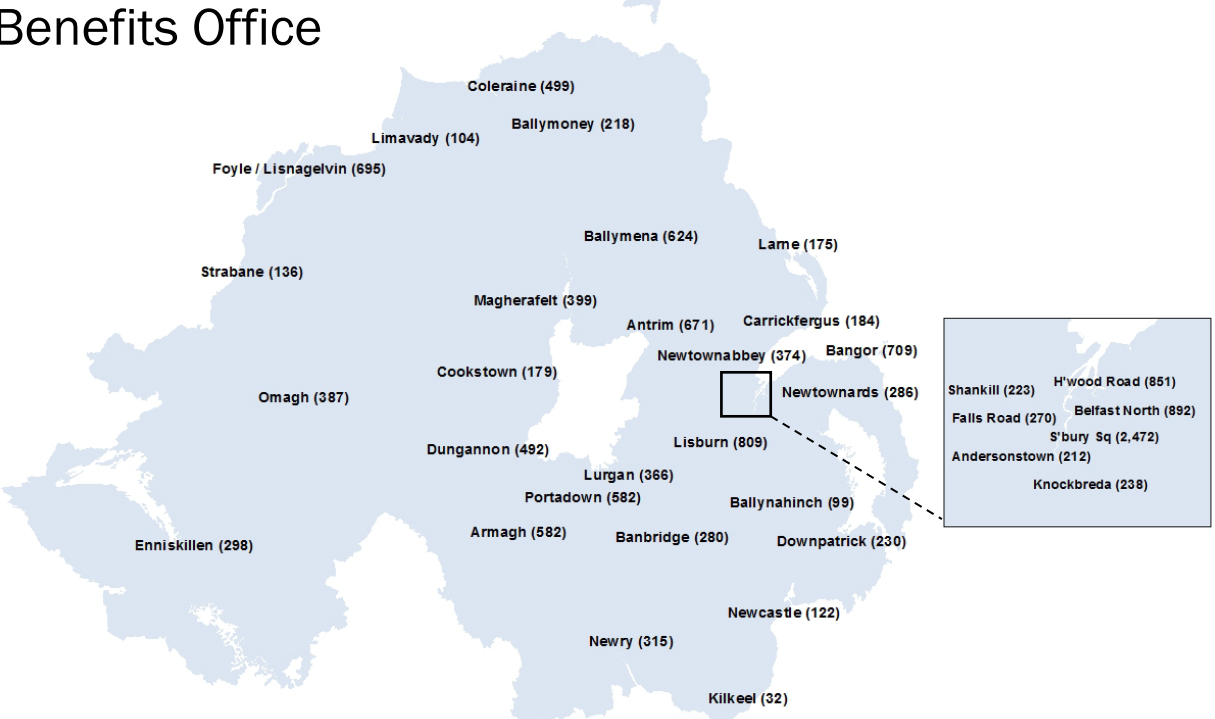 Benefits Office
Coleraine (499)
Ballymoney (218)
Limavady (104)
Foyle / Lisnagelvin (695)
Ballymena (624)
Larne (175)
Strabane (136)
Magherafelt (399)
Antrim (671)
Carrickfergus (184)
Newtownabbey (374)
Bangor (709)
Cookstown (179)
Omagh (387)
Newtownards (286)
Lisburn (809)
Dungannon (492)
Lurgan (366)
Portadown (582)
Ballynahinch (99)
Armagh (582)
Banbridge (280)
Downpatrick (230)
Enniskillen (298)
Newcastle (122)
Newry (315)
Kilkeel (32)
H'wood Road (851)
Shankill (223)
Belfast North (892)
Falls Road (270)
S'bury Sq (2,472)
Andersonstown (212)
Knockbreda (238)